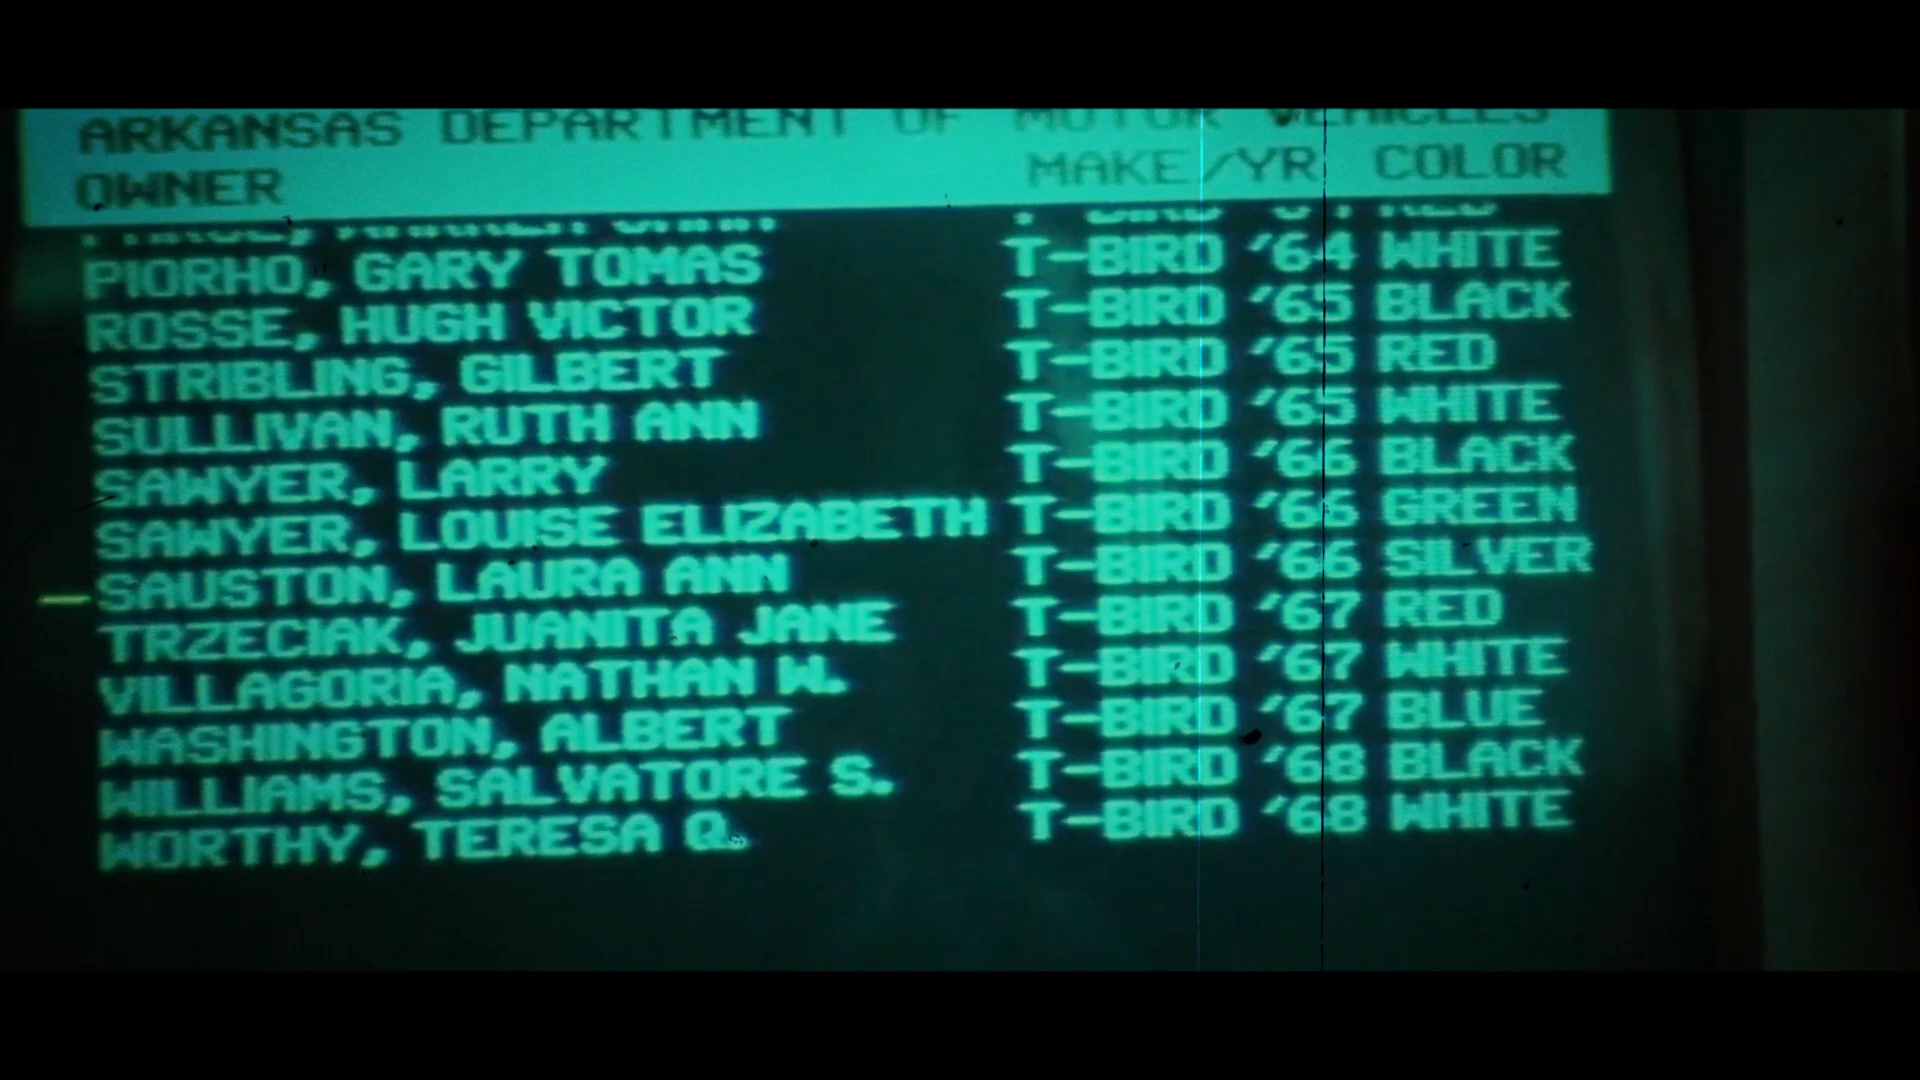 ARKANSAS DEPARTMENT OF MOTOR VEHICLES
OWNER MAKE/YR COLOR
PIORHO, GARY TOMAS T-BIRD '64 WHITE
ROSSE, HUGH VICTOR T-BIRD '65 BLACK
STRIBLING, GILBERT T-BIRD '65 RED
SULLIVAN, RUTH ANN T-BIRD '65 WHITE
SAWYER, LARRY T-BIRD '66 BLACK
SAWYER, LOUISE ELIZABETH T-BIRD '66 GREEN
SAUSTON, LAURA ANN T-BIRD '66 SILVER
TRZECIAK, JUANITA JANE T-BIRD '67 RED
VILLAGORIA, NATHAN W. T-BIRD '67 WHITE
WASHINGTON, ALBERT T-BIRD '67 BLUE
WILLIAMS, SALVATORE S. T-BIRD '68 BLACK
WORTHY, TERESA Q. T-BIRD '68 WHITE